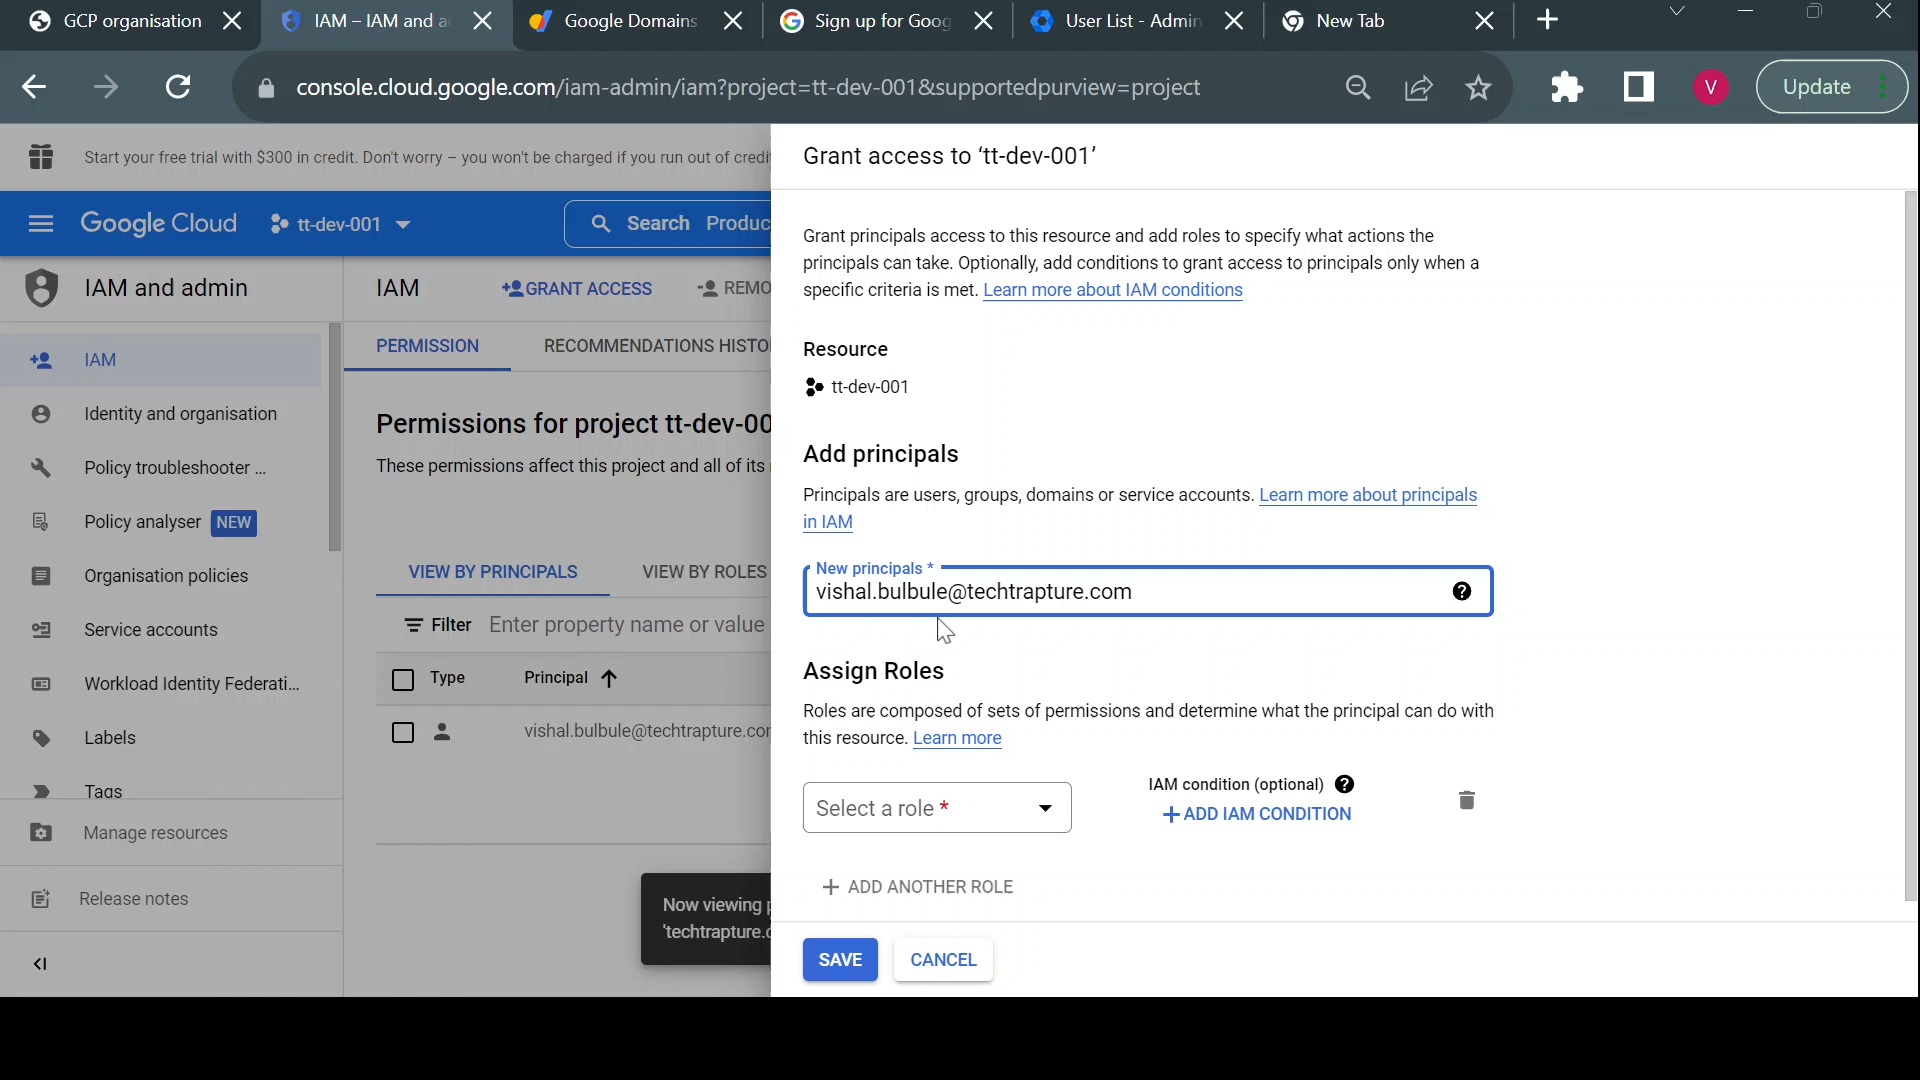 GCP organisation
IAM – IAM and a
Google Domains
Sign up for Goog
User List - Admin
New Tab
console.cloud.google.com/iam-admin/iam?project=tt-dev-001&supportedpurview=project
V
Update
Start your free trial with $300 in credit. Don't worry – you won't be charged if you run out of credi
Google Cloud
tt-dev-001
Search Produc
IAM and admin
IAM
Identity and organisation
Policy troubleshooter ...
Policy analyser NEW
Organisation policies
Service accounts
Workload Identity Federati...
Labels
Tags
Manage resources
Release notes
IAM
GRANT ACCESS
REMO
PERMISSION
RECOMMENDATIONS HISTO
Permissions for project tt-dev-00
These permissions affect this project and all of its
VIEW BY PRINCIPALS
VIEW BY ROLES
Filter Enter property name or value
Type
Principal
vishal.bulbule@techtrapture.co
Now viewing p
'techtrapture.c
Grant access to ‘tt-dev-001’
Grant principals access to this resource and add roles to specify what actions the
principals can take. Optionally, add conditions to grant access to principals only when a
specific criteria is met. Learn more about IAM conditions
Resource
tt-dev-001
Add principals
Principals are users, groups, domains or service accounts. Learn more about principals
in IAM
New principals *
vishal.bulbule@techtrapture.com
Assign Roles
Roles are composed of sets of permissions and determine what the principal can do with
this resource. Learn more
Select a role *
IAM condition (optional)
+ ADD IAM CONDITION
+ ADD ANOTHER ROLE
SAVE
CANCEL